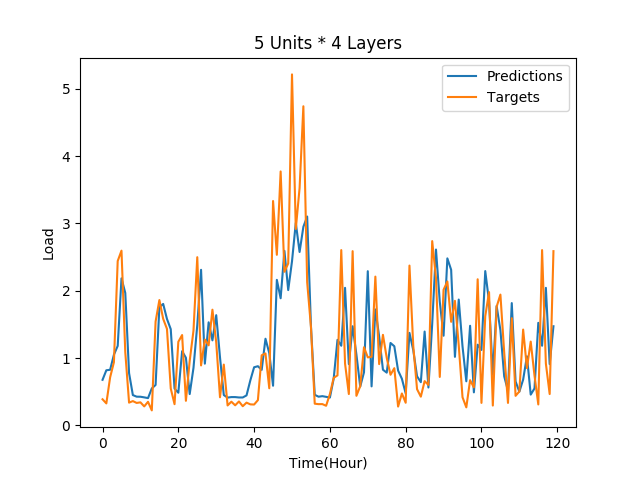 5 Units * 4 Layers
Predictions
Targets
5
4
3
2
1
0
Load
0 20 40 60 80 100 120
Time(Hour)